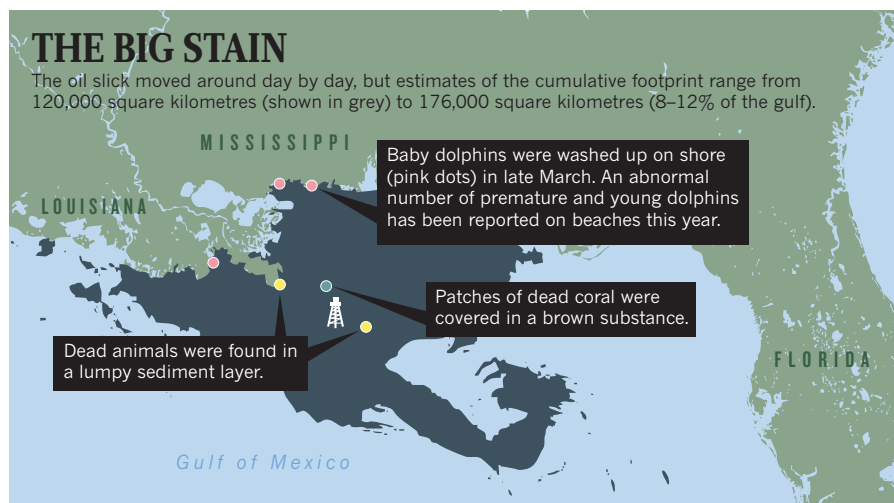 THE BIG STAIN
The oil slick moved around day by day, but estimates of the cumulative footprint range from
120,000 square kilometres (shown in grey) to 176,000 square kilometres (8–12% of the gulf).
MISSISSIPPI
Baby dolphins were washed up on shore
(pink dots) in late March. An abnormal
number of premature and young dolphins
has been reported on beaches this year.
LOUISIANA
Patches of dead coral were
covered in a brown substance.
Dead animals were found in
a lumpy sediment layer.
FLORIDA
Gulf of Mexico